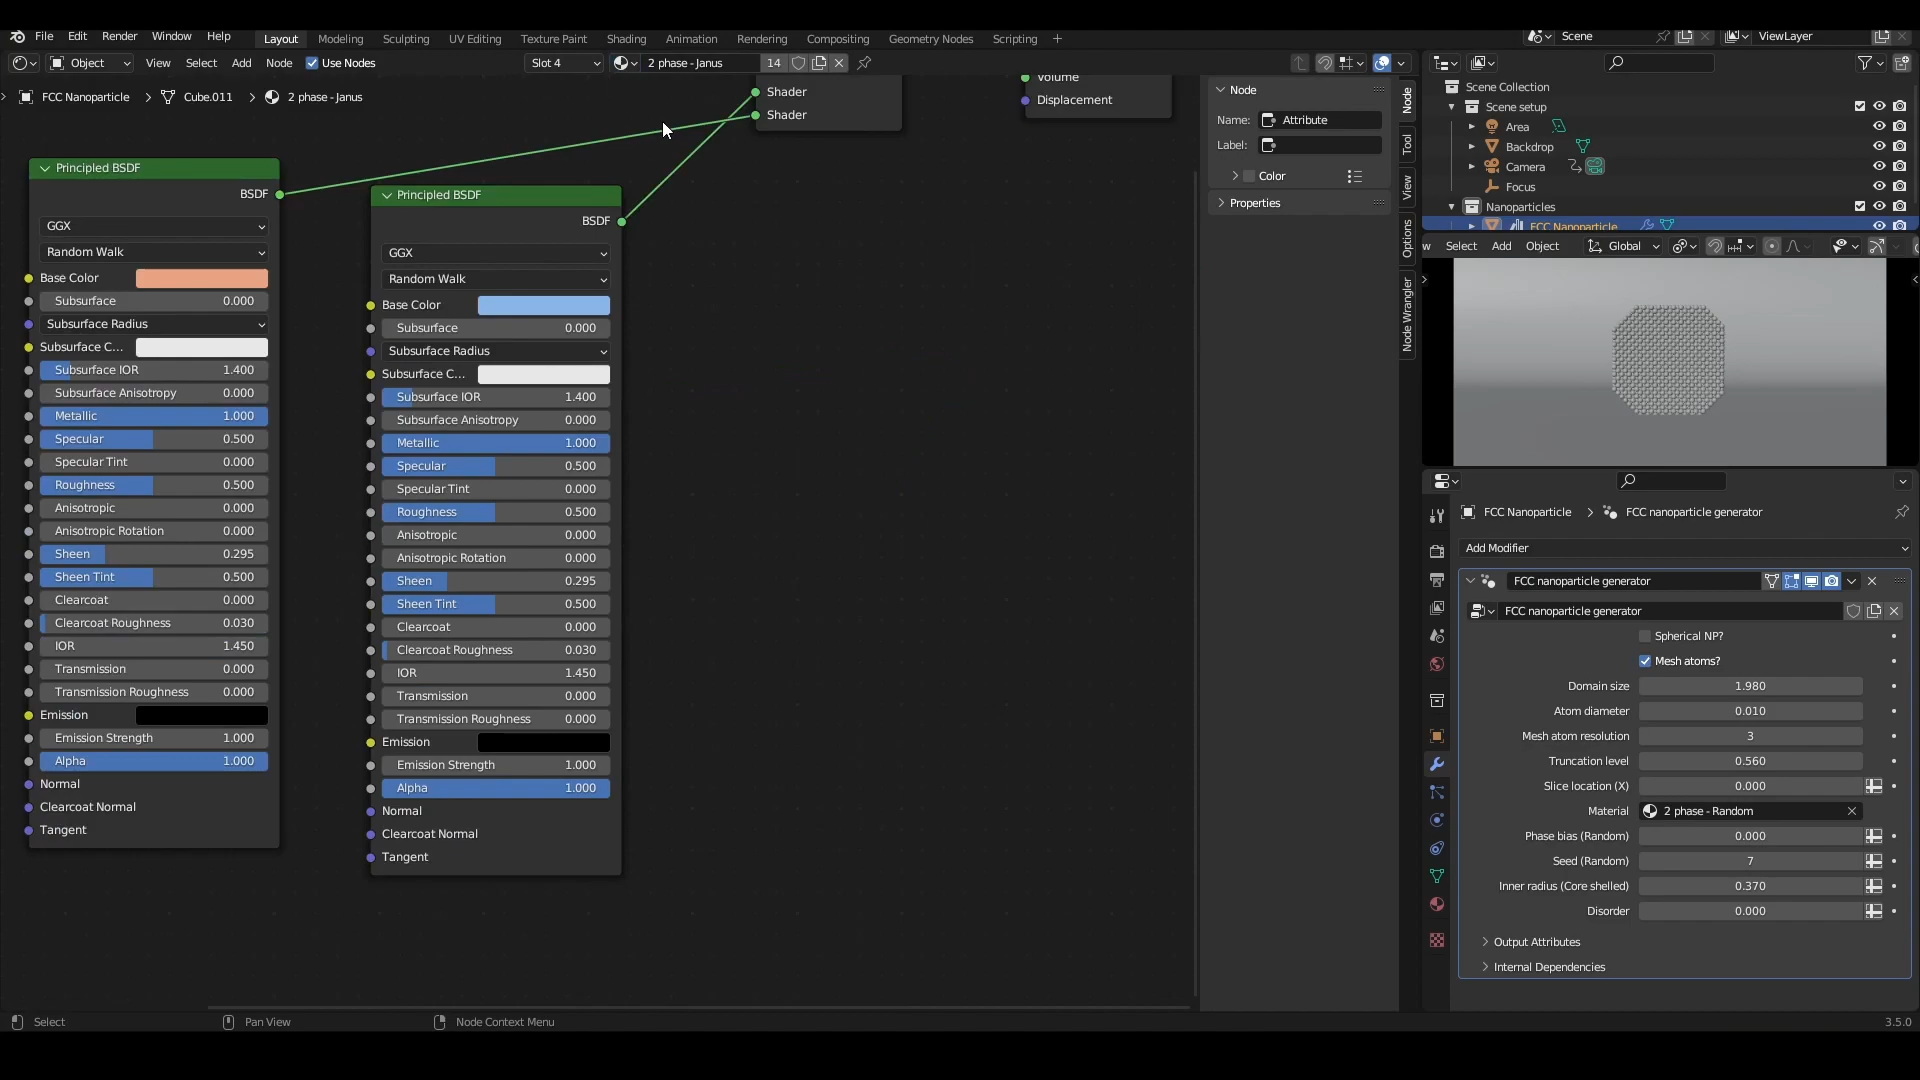 File Edit Render Window Help Layout Modeling Sculpting UV Editing Texture Paint Shading Animation Rendering Compositing Geometry Nodes Scripting + Scene ViewLayer
Object View Select Add Node Use Nodes Slot 4 2 phase - Janus 14
FCC Nanoparticle > Cube.011 > 2 phase - Janus
Volume
Displacement
Shader
Shader
Principled BSDF
BSDF
GGX
Random Walk
Base Color
Subsurface 0.000
Subsurface Radius
Subsurface C...
Subsurface IOR 1.400
Subsurface Anisotropy 0.000
Metallic 1.000
Specular 0.500
Specular Tint 0.000
Roughness 0.500
Anisotropic 0.000
Anisotropic Rotation 0.000
Sheen 0.295
Sheen Tint 0.500
Clearcoat 0.000
Clearcoat Roughness 0.030
IOR 1.450
Transmission 0.000
Transmission Roughness 0.000
Emission
Emission Strength 1.000
Alpha 1.000
Normal
Clearcoat Normal
Tangent
Principled BSDF
BSDF
GGX
Random Walk
Base Color
Subsurface 0.000
Subsurface Radius
Subsurface C...
Subsurface IOR 1.400
Subsurface Anisotropy 0.000
Metallic 1.000
Specular 0.500
Specular Tint 0.000
Roughness 0.500
Anisotropic 0.000
Anisotropic Rotation 0.000
Sheen 0.295
Sheen Tint 0.500
Clearcoat 0.000
Clearcoat Roughness 0.030
IOR 1.450
Transmission 0.000
Transmission Roughness 0.000
Emission
Emission Strength 1.000
Alpha 1.000
Normal
Clearcoat Normal
Tangent
Node
Name: Attribute
Label:
Color
Properties
Node
Tool
View
Options
Node Wrangler
Scene Collection
Scene setup
Area
Backdrop
Camera
Focus
Nanoparticles
FCC Nanoparticle
w Select Add Object Global
FCC Nanoparticle > FCC nanoparticle generator
Add Modifier
FCC nanoparticle generator
FCC nanoparticle generator
Spherical NP?
Mesh atoms?
Domain size 1.980
Atom diameter 0.010
Mesh atom resolution 3
Truncation level 0.560
Slice location (X) 0.000
Material 2 phase - Random
Phase bias (Random) 0.000
Seed (Random) 7
Inner radius (Core shelled) 0.370
Disorder 0.000
Output Attributes
Internal Dependencies
Select Pan View Node Context Menu 3.5.0